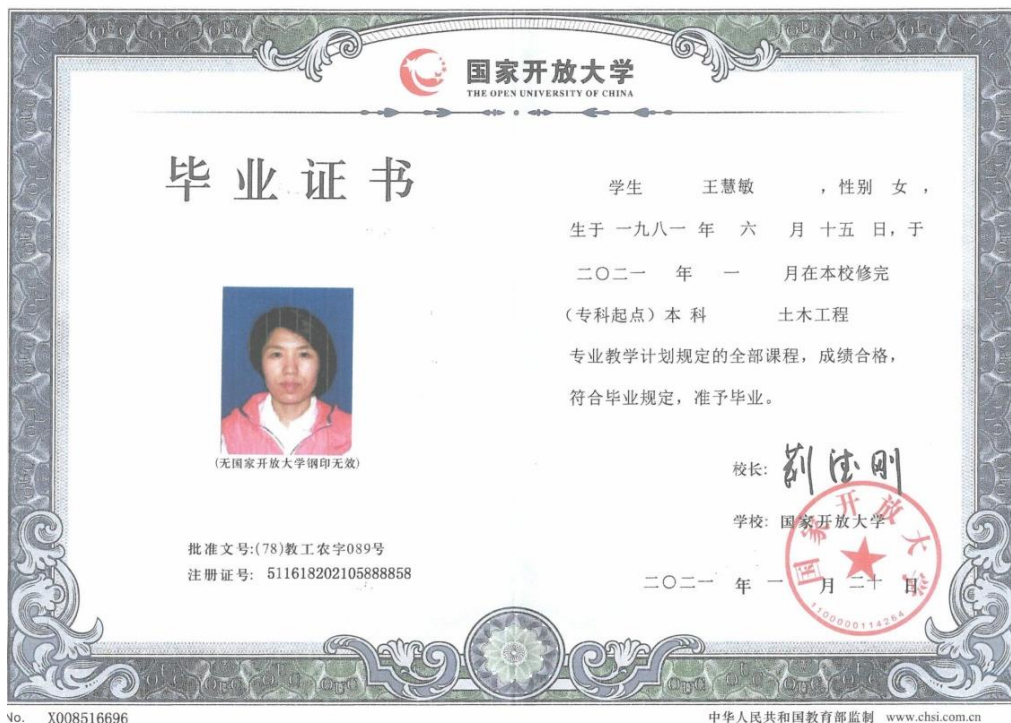 国家开放大学
THE OPEN UNIVERSITY OF CHINA
毕业证书
学生 王慧敏 ，性别 女 ，
生于 一九八一 年 六 月 十五 日，于
二〇二一 年 一 月在本校修完
（专科起点）本 科 土木工程
专业教学计划规定的全部课程，成绩合格，
符合毕业规定，准予毕业。
(无国家开放大学钢印无效)
校长：
学校：国家开放大学
批准文号:(78)教工农字089号
注册证号: 511618202105888858
二〇二一 年 一 月 二十 日
国家开放大学
1100000114264
No. X008516696
中华人民共和国教育部监制 www.chsi.com.cn